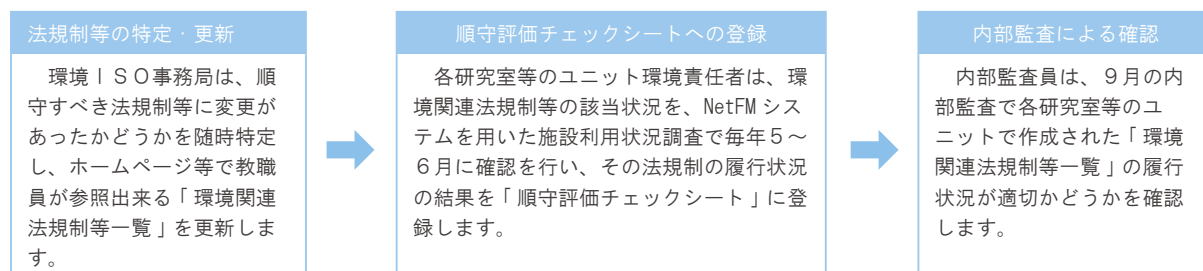 法規制等の特定・更新
環境ＩＳＯ事務局は、順
守すべき法規制等に変更が
あったかどうかを随時特定
し、ホームページ等で教職
員が参照出来る「環境関連
法規制等一覧」を更新しま
す。
順守評価チェックシートへの登録
各研究室等のユニット環境責任者は、環
境関連法規制等の該当状況を、NetFM シス
テムを用いた施設利用状況調査で毎年５～
６月に確認を行い、その法規制の履行状況
の結果を「順守評価チェックシート」に登
録します。
内部監査による確認
内部監査員は、９月の内
部監査で各研究室等のユ
ニットで作成された「環境
関連法規制等一覧」の履行
状況が適切かどうかを確認
します。